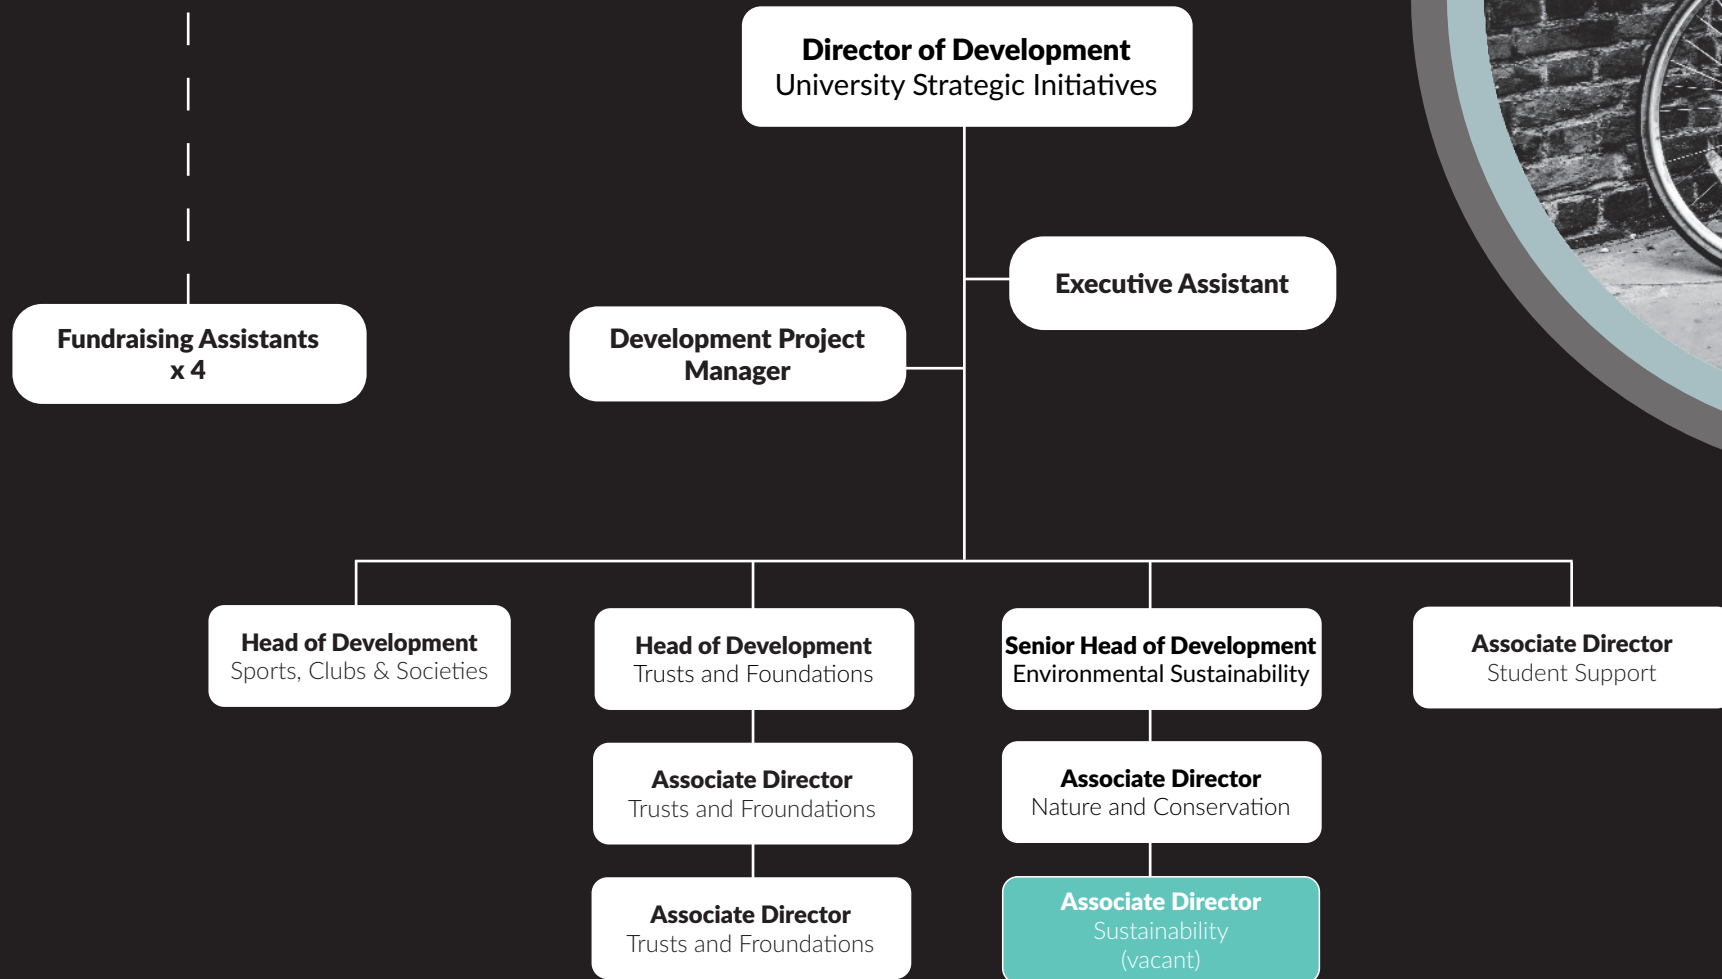 Director of Development
University Strategic Initiatives
Executive Assistant
Fundraising Assistants
x 4
Development Project
Manager
Head of Development
Sports, Clubs & Societies
Head of Development
Trusts and Foundations
Senior Head of Development
Environmental Sustainability
Associate Director
Student Support
Associate Director
Trusts and Froundations
Associate Director
Nature and Conservation
Associate Director
Trusts and Froundations
Associate Director
Sustainability
(vacant)